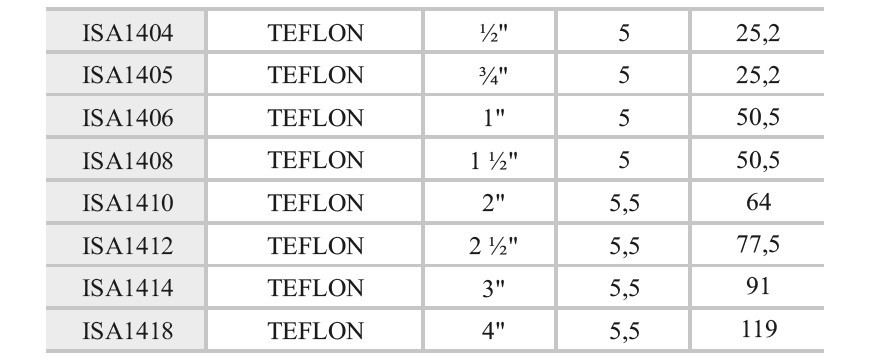 ISA1404 TEFLON ½" 5 25,2
ISA1405 TEFLON ¾" 5 25,2
ISA1406 TEFLON 1" 5 50,5
ISA1408 TEFLON 1 ½" 5 50,5
ISA1410 TEFLON 2" 5,5 64
ISA1412 TEFLON 2 ½" 5,5 77,5
ISA1414 TEFLON 3" 5,5 91
ISA1418 TEFLON 4" 5,5 119